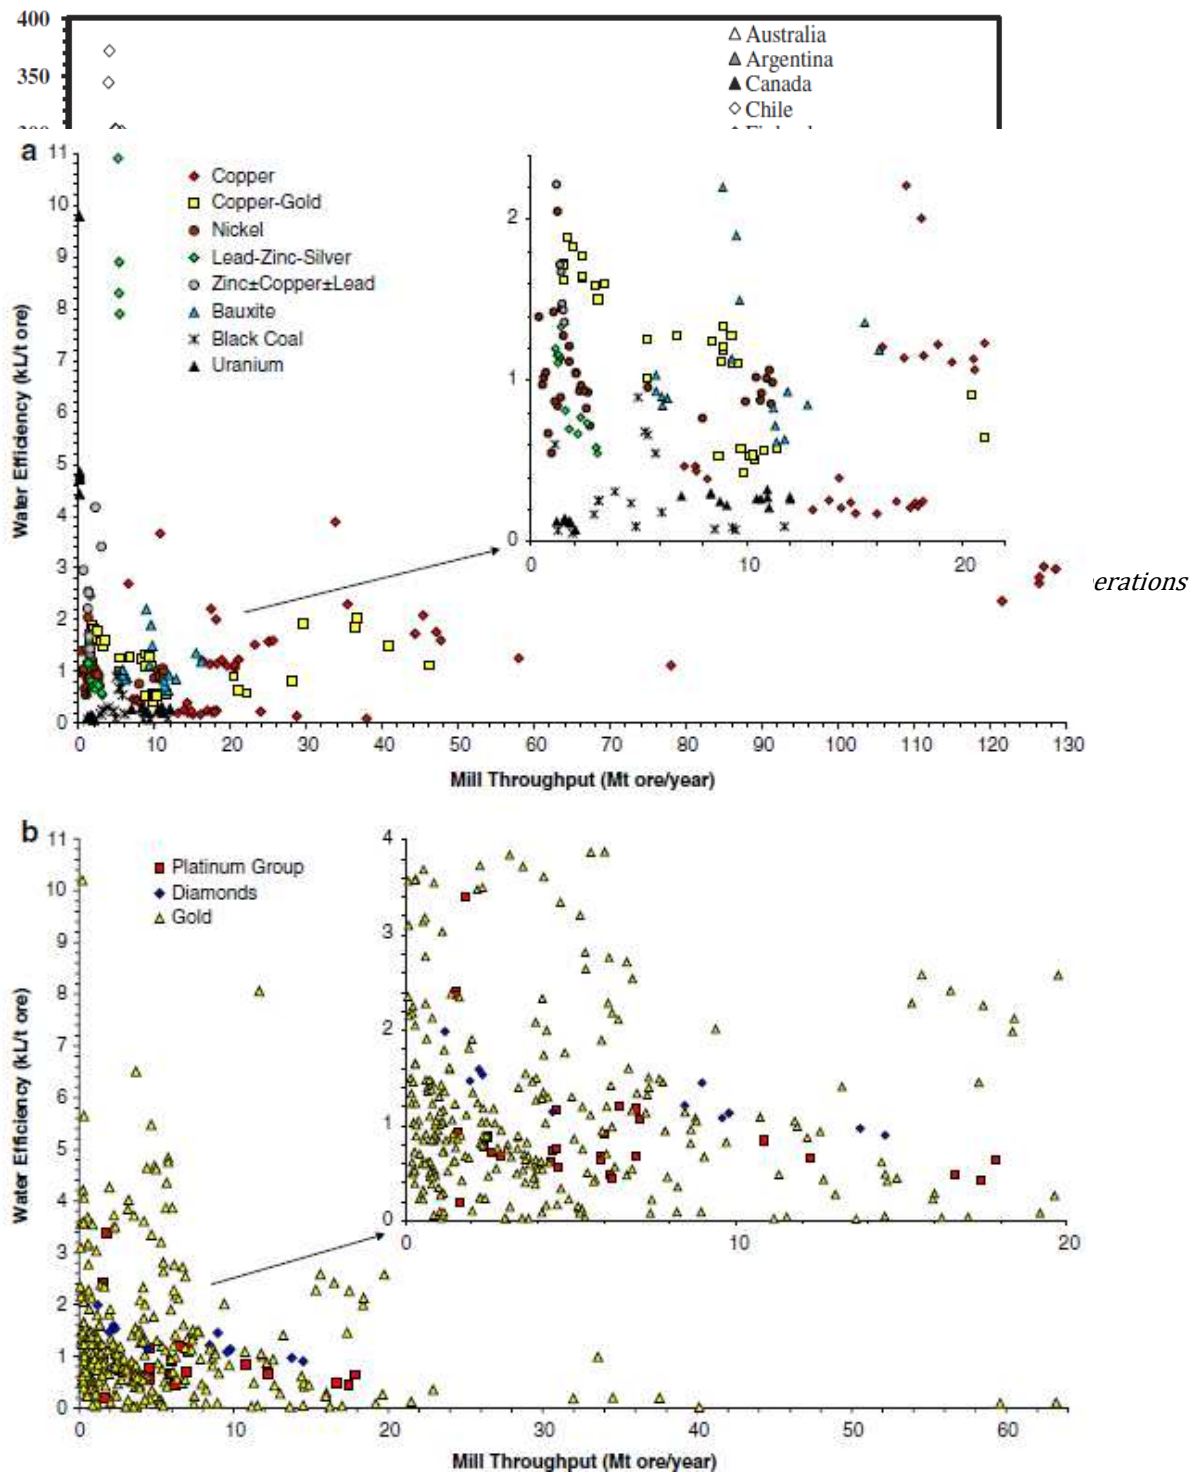 400
△ Australia
▲ Argentina
350
▲ Canada
◇ Chile
a
11
Copper
Copper-Gold
10
Nickel
9
Lead-Zinc-Silver
Zinc±Copper±Lead
8
Bauxite
Black Coal
7
Uranium
6
5
4
3
2
1
0
Water Efficiency (kL/t ore)
2
1
0
0 10 20
erations
0 10 20 30 40 50 60 70 80 90 100 110 120 130
Mill Throughput (Mt ore/year)
b
11
Platinum Group
10
Diamonds
Gold
9
8
7
6
5
4
3
2
1
0
Water Efficiency (kL/t ore)
4
3
2
1
0
0 10 20
0 10 20 30 40 50 60
Mill Throughput (Mt ore/year)